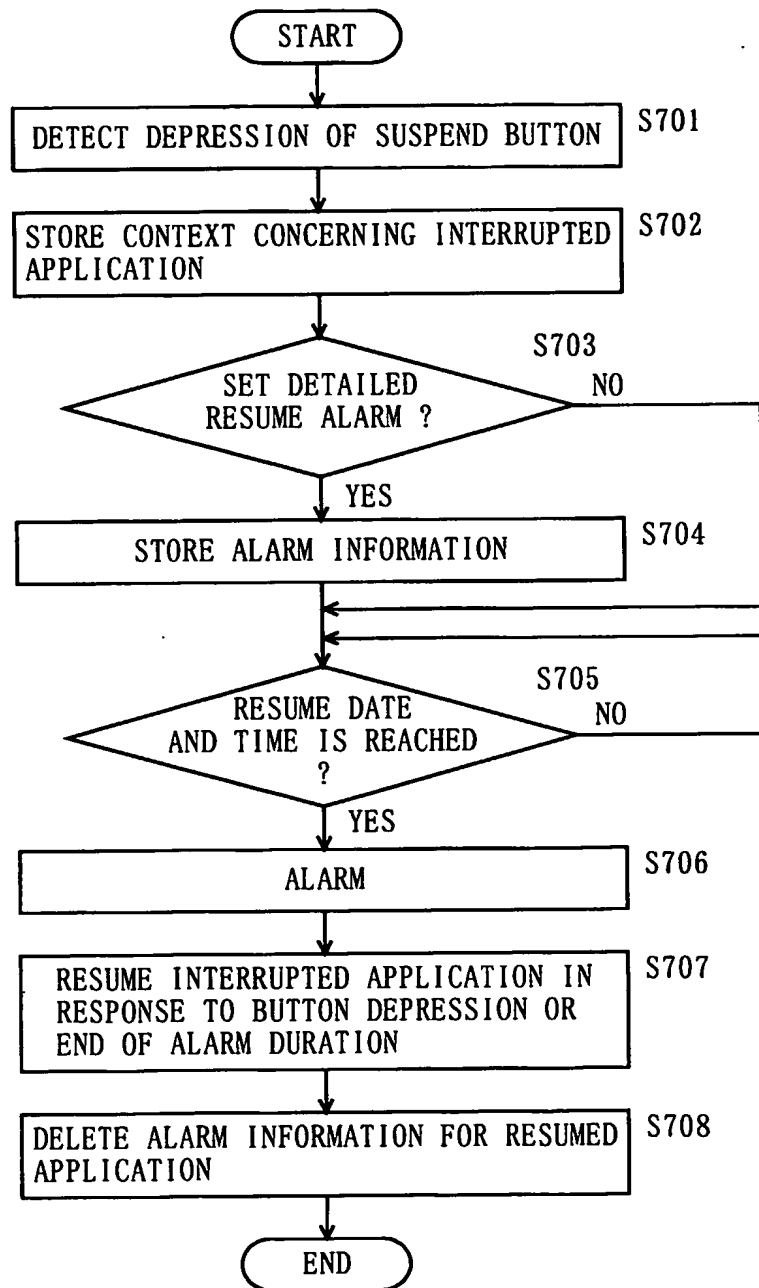 START
DETECT DEPRESSION OF SUSPEND BUTTON
S701
STORE CONTEXT CONCERNING INTERRUPTED
APPLICATION
S702
S703
SET DETAILED
RESUME ALARM ?
NO
YES
STORE ALARM INFORMATION
S704
S705
RESUME DATE
AND TIME IS REACHED
?
NO
YES
ALARM
S706
RESUME INTERRUPTED APPLICATION IN
RESPONSE TO BUTTON DEPRESSION OR
END OF ALARM DURATION
S707
DELETE ALARM INFORMATION FOR RESUMED
APPLICATION
S708
END